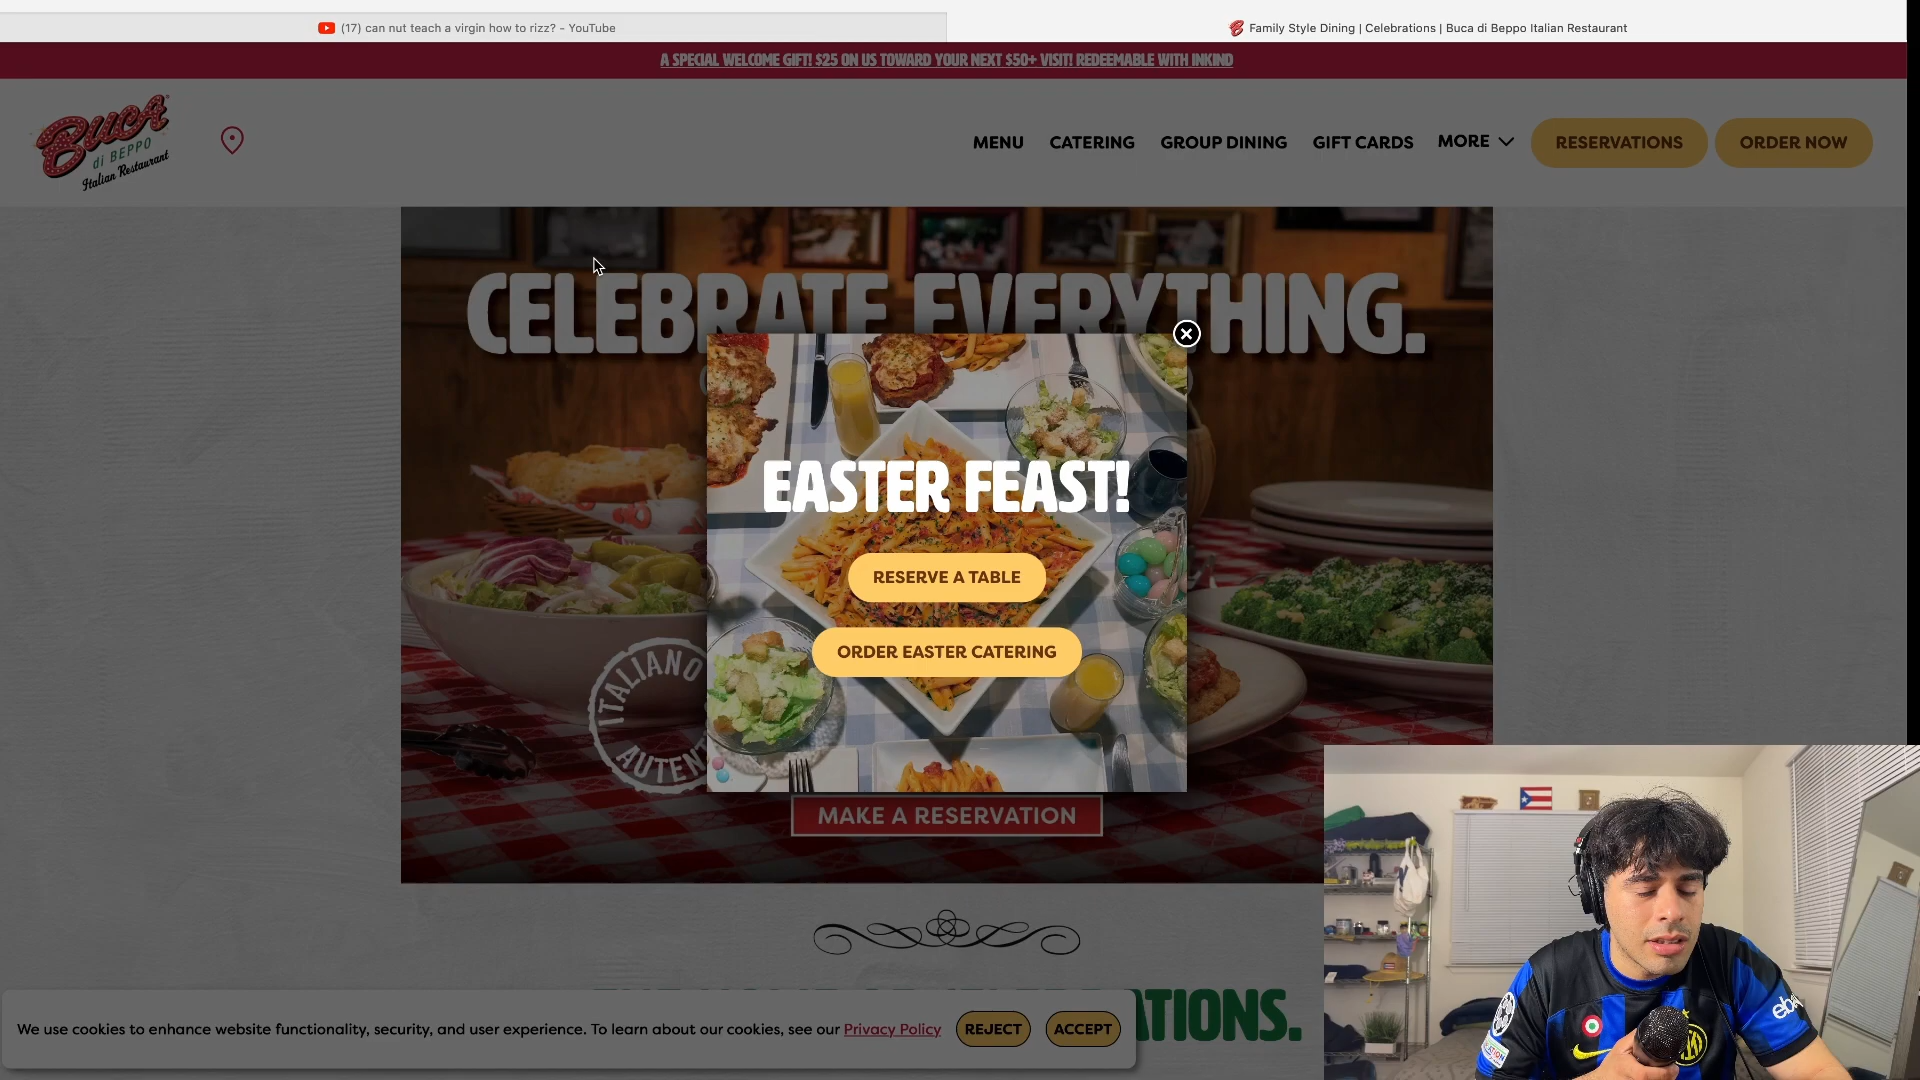 (17) can nut teach a virgin how to rizz? - YouTube
Family Style Dining | Celebrations | Buca di Beppo Italian Restaurant
A SPECIAL WELCOME GIFT! $25 ON US TOWARD YOUR NEXT $50+ VISIT! REDEEMABLE WITH INKIND
BUCA
di BEPPO
Italian Restaurant
MENU
CATERING
GROUP DINING
GIFT CARDS
MORE
RESERVATIONS
ORDER NOW
CELEBRATE EVERYTHING.
EASTER FEAST!
RESERVE A TABLE
ORDER EASTER CATERING
ITALIANO
MAKE A RESERVATION
We use cookies to enhance website functionality, security, and user experience. To learn about our cookies, see our Privacy Policy
REJECT
ACCEPT
ebay